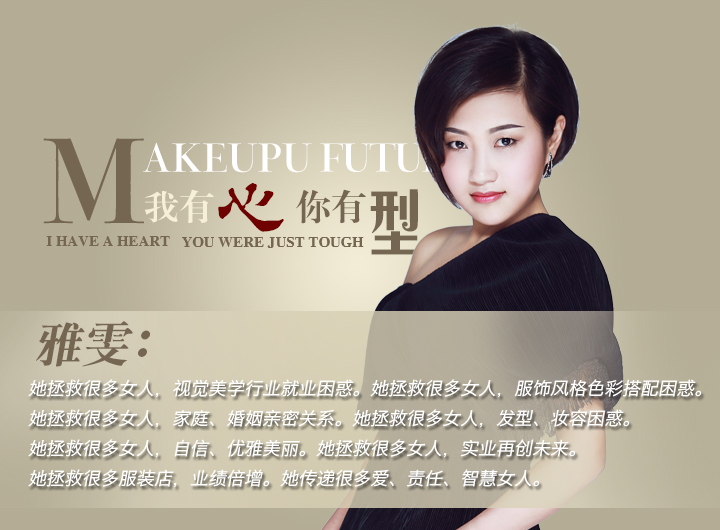 MAKEUPU FUTU
我有心 你有型
I HAVE A HEART YOU WERE JUST TOUGH
雅雯：
她拯救很多女人，视觉美学行业就业困惑。她拯救很多女人，服饰风格色彩搭配困惑。
她拯救很多女人，家庭、婚姻亲密关系。她拯救很多女人，发型、妆容困惑。
她拯救很多女人，自信、优雅美丽。她拯救很多女人，实业再创未来。
她拯救很多服装店，业绩倍增。她传递很多爱、责任、智慧女人。